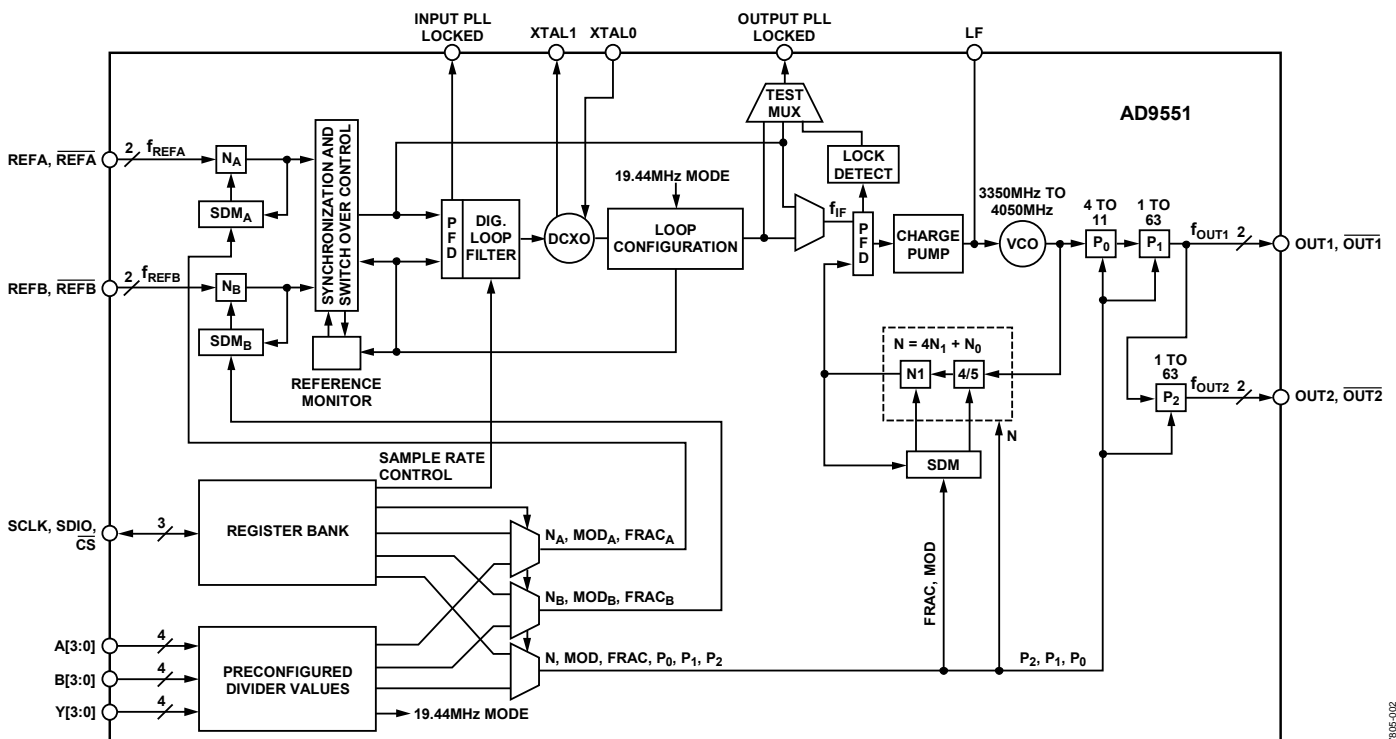 INPUT PLL
LOCKED
XTAL1
XTAL0
OUTPUT PLL
LOCKED
LF
AD9551
TEST
MUX
REFA, REFA
2
fREFA
NA
SDMA
REFB, REFB
2
fREFB
NB
SDMB
SYNCHRONIZATION AND
SWITCH OVER CONTROL
REFERENCE
MONITOR
PFD
DIG.
LOOP
FILTER
DCXO
19.44MHz MODE
LOOP
CONFIGURATION
fIF
LOCK
DETECT
PFD
CHARGE
PUMP
3350MHz TO
4050MHz
VCO
4 TO
11
P0
1 TO
63
P1
fOUT1
2
OUT1, OUT1
N = 4N1 + N0
N1
4/5
N
SDM
1 TO
63
P2
fOUT2
2
OUT2, OUT2
SAMPLE RATE
CONTROL
SCLK, SDIO,
CS
3
REGISTER BANK
NA, MODA, FRACA
NB, MODB, FRACB
N, MOD, FRAC, P0, P1, P2
FRAC, MOD
P2, P1, P0
A[3:0]
4
B[3:0]
4
Y[3:0]
4
PRECONFIGURED
DIVIDER VALUES
19.44MHz MODE